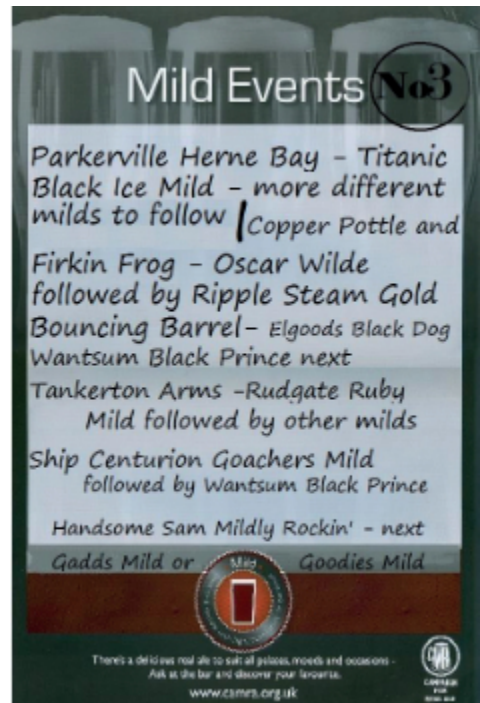 Mild Events No3
Parkerville Herne Bay – Titanic
Black Ice Mild – more different
milds to follow | Copper Pottle and
Firkin Frog – Oscar Wilde
followed by Ripple Steam Gold
Bouncing Barrel– Elgoods Black Dog
Wantsum Black Prince next
Tankerton Arms –Rudgate Ruby
Mild followed by other milds
Ship Centurion Goachers Mild
followed by Wantsum Black Prince
Handsome Sam Mildly Rockin' - next
Gadds Mild or Goodies Mild
Mild
There's a delicious real ale to suit all palates, moods and occasions -
Ask at the bar and discover your favourite.
www.camra.org.uk
CAMRA
CAMPAIGN
FOR
REAL ALE